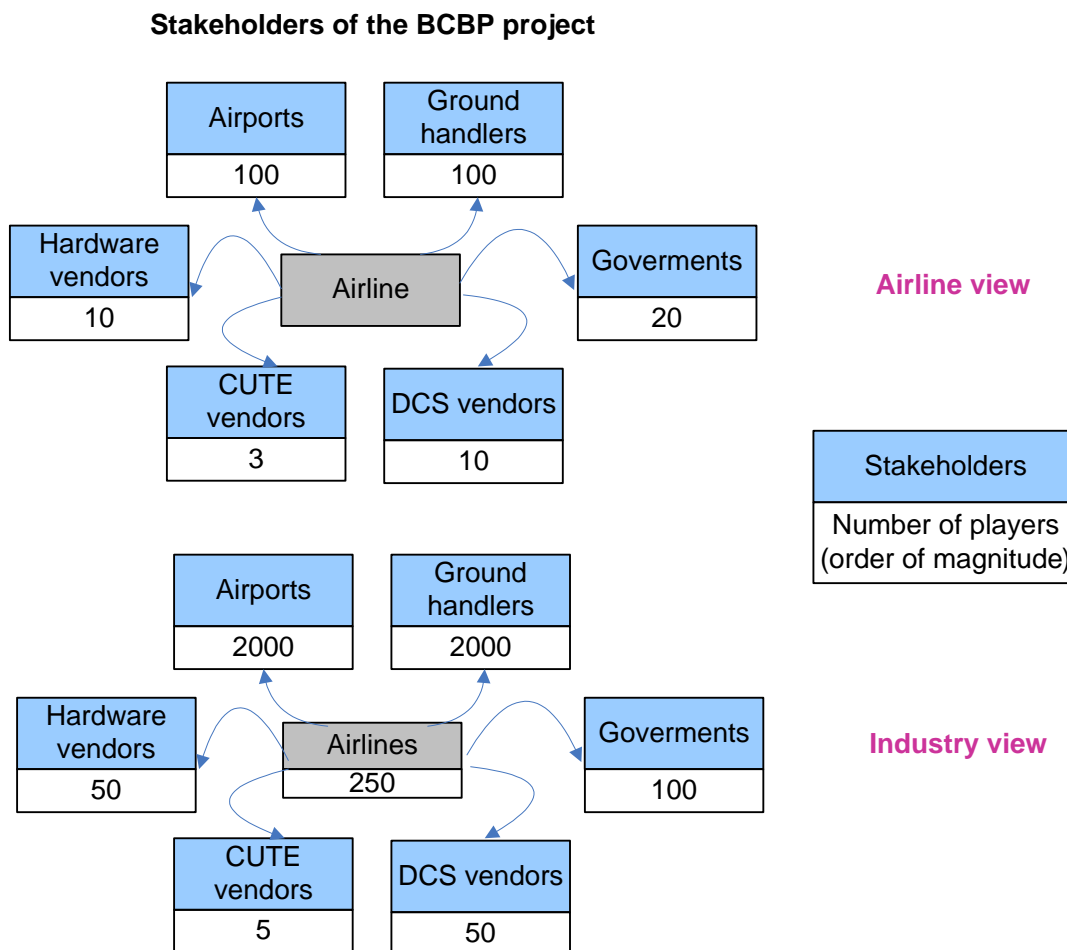 Stakeholders of the BCBP project
Airports
100
Ground
handlers
100
Hardware
vendors
10
Airline
Goverments
20
Airline view
CUTE
vendors
3
DCS vendors
10
Stakeholders
Number of players
(order of magnitude)
Airports
2000
Ground
handlers
2000
Hardware
vendors
50
Airlines
250
Goverments
100
Industry view
CUTE
vendors
5
DCS vendors
50